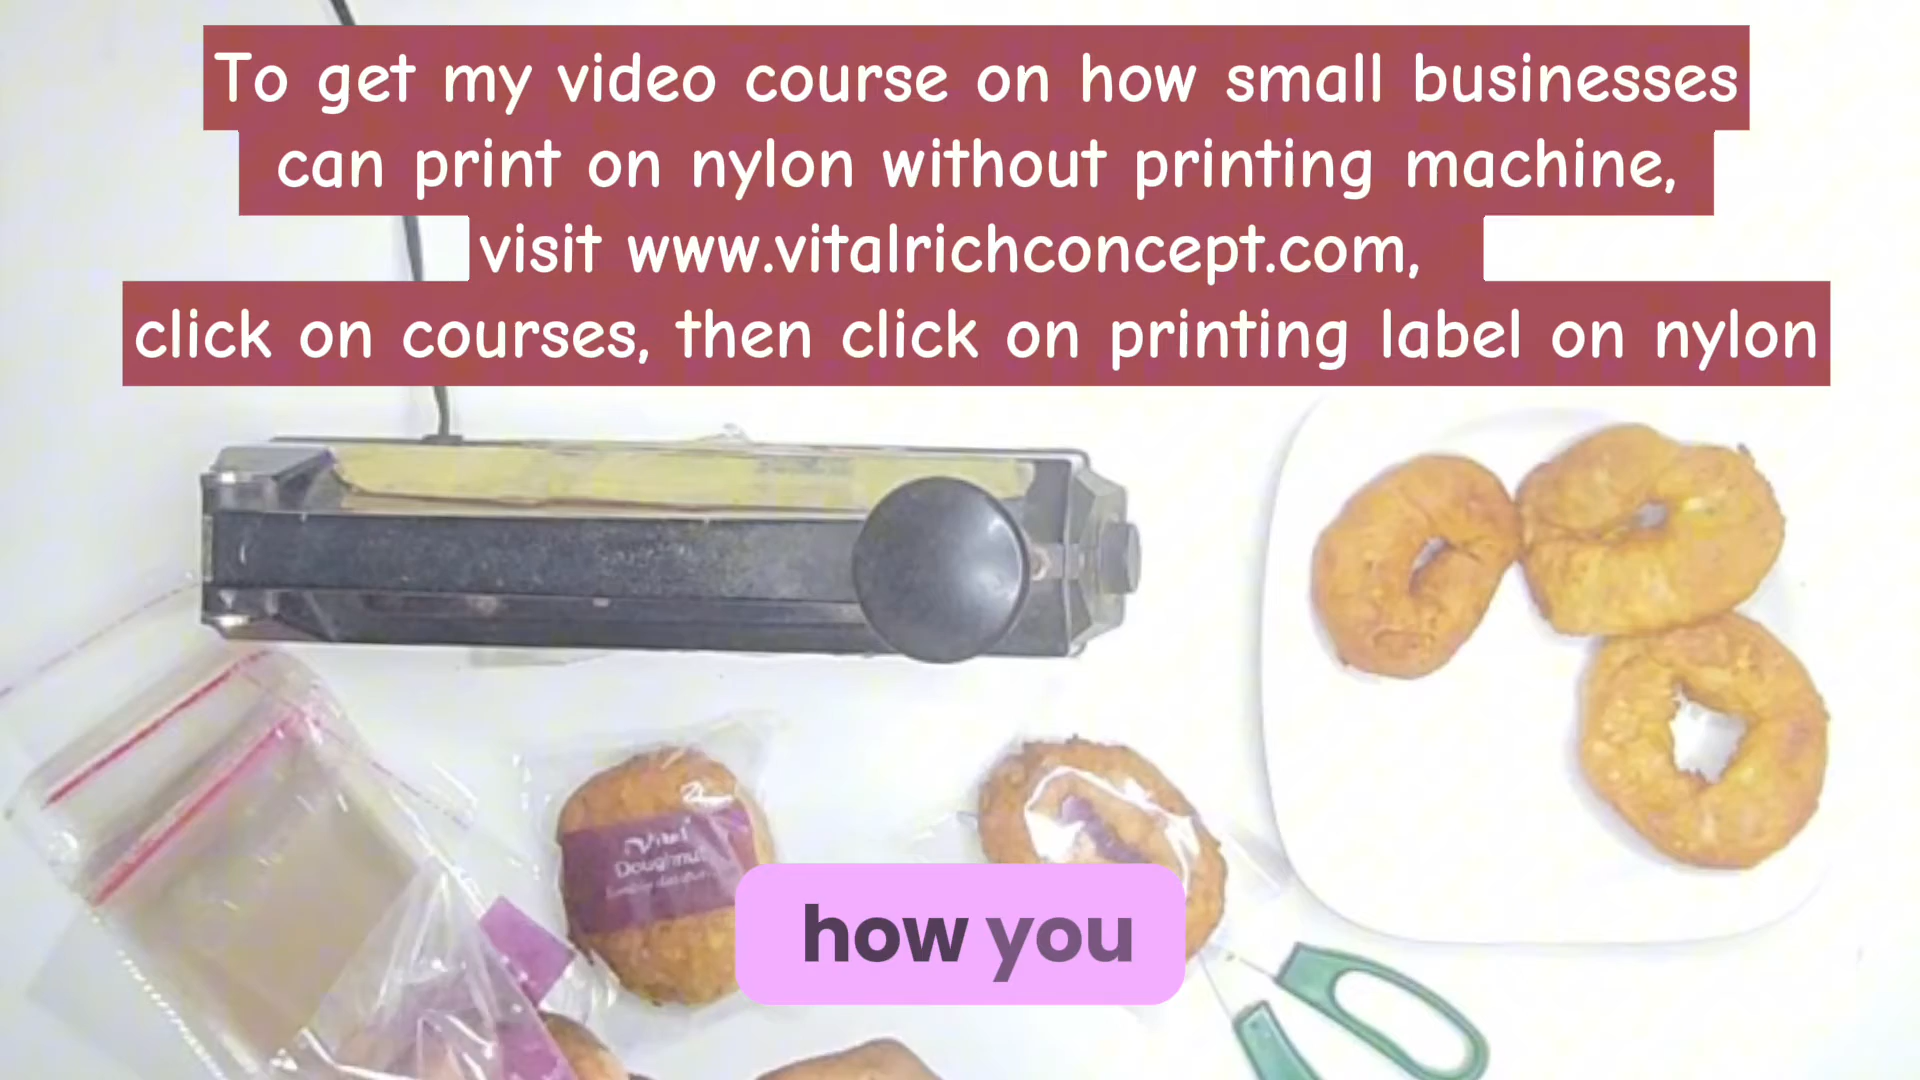 To get my video course on how small businesses
can print on nylon without printing machine,
visit www.vitalrichconcept.com,
click on courses, then click on printing label on nylon
Vital
Doughnut
how you